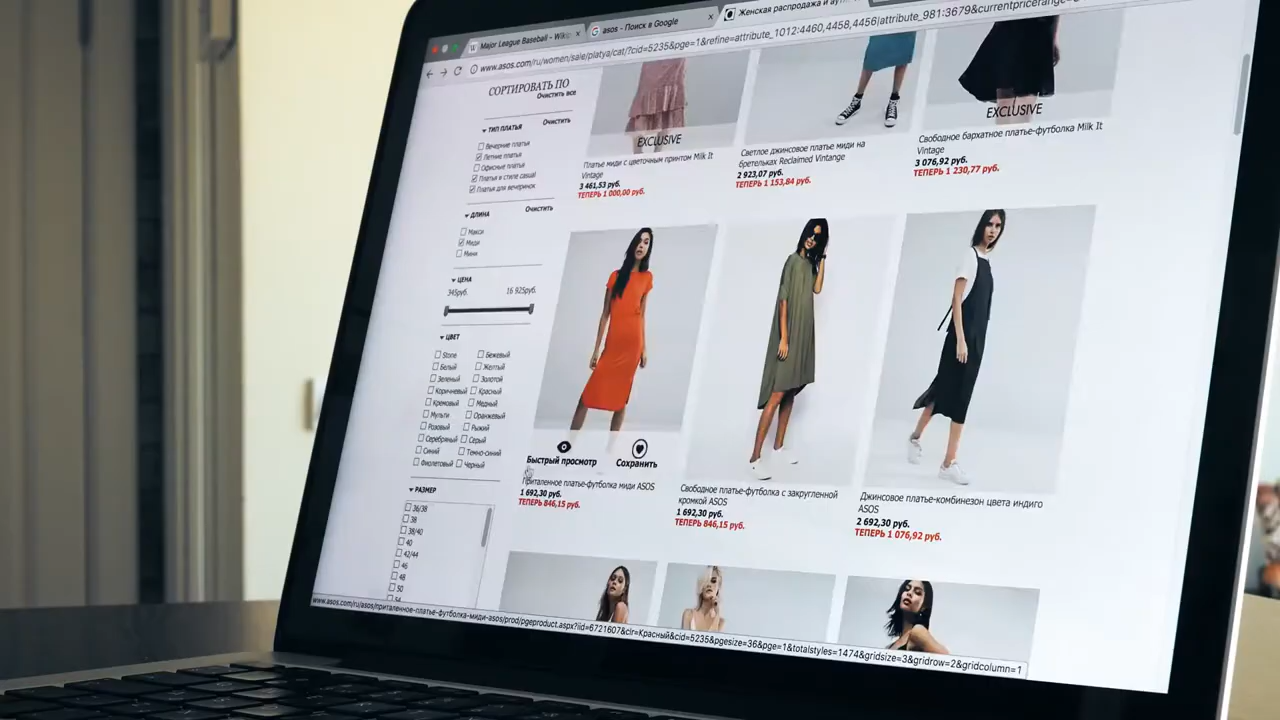 Major League Baseball - Wiki
asos - Поиск в Google
Женская распродажа и аут
www.asos.com/ru/women/sale/platya/cat/?cid=5235&pge=1&refine=attribute_1012:4460,4458,4456|attribute_981:3679&currentpricerange=
СОРТИРОВАТЬ ПО
Очистить все
ТИП ПЛАТЬЯ
Очистить
Вечерние платья
Летние платья
Офисные платья
Платья в стиле casual
Платья для вечеринок
ДЛИНА
Очистить
Макси
Миди
Мини
ЦЕНА
345руб.
16 925руб.
ЦВЕТ
Stone
Бежевый
Белый
Желтый
Зеленый
Золотой
Коричневый
Красный
Кремовый
Медный
Мульти
Оранжевый
Розовый
Рыжий
Серебряный
Серый
Синий
Темно-синий
Фиолетовый
Черный
РАЗМЕР
36/38
38
38/40
40
42/44
46
48
50
EXCLUSIVE
Платье миди с цветочным принтом Milk It
Vintage
3 461,53 руб.
ТЕПЕРЬ 1 000,00 руб.
Светлое джинсовое платье миди на
бретельках Reclaimed Vintange
2 923,07 руб.
ТЕПЕРЬ 1 153,84 руб.
EXCLUSIVE
Свободное бархатное платье-футболка Milk It
Vintage
3 076,92 руб.
ТЕПЕРЬ 1 230,77 руб.
Быстрый просмотр
Сохранить
Приталенное платье-футболка миди ASOS
1 692,30 руб.
ТЕПЕРЬ 846,15 руб.
Свободное платье-футболка с закругленной
кромкой ASOS
1 692,30 руб.
ТЕПЕРЬ 846,15 руб.
Джинсовое платье-комбинезон цвета индиго
ASOS
2 692,30 руб.
ТЕПЕРЬ 1 076,92 руб.
www.asos.com/ru/asos/приталенное-платье-футболка-миди-asos/prod/pgeproduct.aspx?iid=6721607&clr=Красный&cid=5235&pgesize=36&pge=1&totalstyles=1474&gridsize=3&gridrow=2&gridcolumn=1